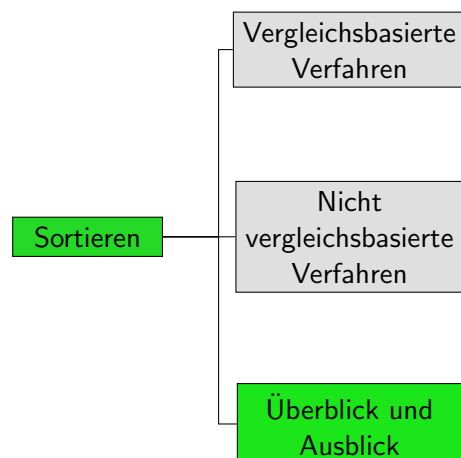 Vergleichsbasierte
Verfahren
Nicht
vergleichsbasierte
Verfahren
Sortieren
Überblick und
Ausblick